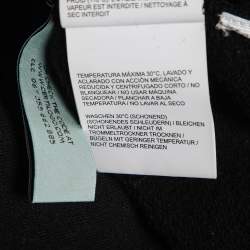 FROID (
VAPEUR EST INTERDITE / NETTOYAGE À
SEC INTERDIT
TEMPERATURA MÁXIMA 30°C. LAVADO Y
ACLARADO CON ACCIÓN MECÁNICA
REDUCIDA Y CENTRIFUGADO CORTO / NO
BLANQUEAR / NO USAR MÁQUINA
SECADORA / PLANCHAR A BAJA
TEMPERATURA / NO LAVAR EN SECO
WASCHEN 30°C (SCHONEND)
(SCHONENDES SCHLEUDERN) / BLEICHEN
NICHT ERLAUBT / NICHT IM
TROMMELTROCKNER TROCKNEN /
BÜGELN MIT GERINGER TEMPERATUR /
NICHT CHEMISCH REINIGEN